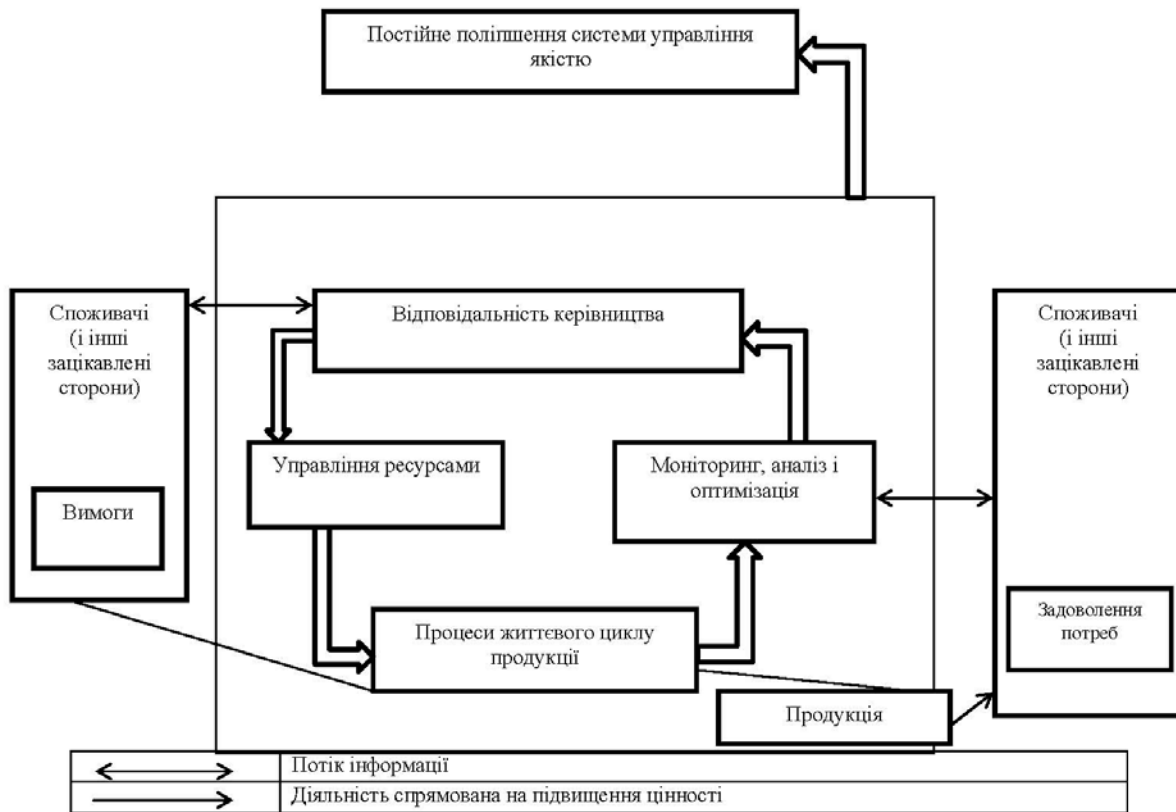 Постійне поліпшення системи управління
якістю
Споживачі
(і інші
зацікавлені
сторони)
Вимоги
Відповідальність керівництва
Управління ресурсами
Моніторинг, аналіз і
оптимізація
Процеси життєвого циклу
продукції
Продукція
Споживачі
(і інші
зацікавлені
сторони)
Задоволення
потреб
Потік інформації
Діяльність спрямована на підвищення цінності